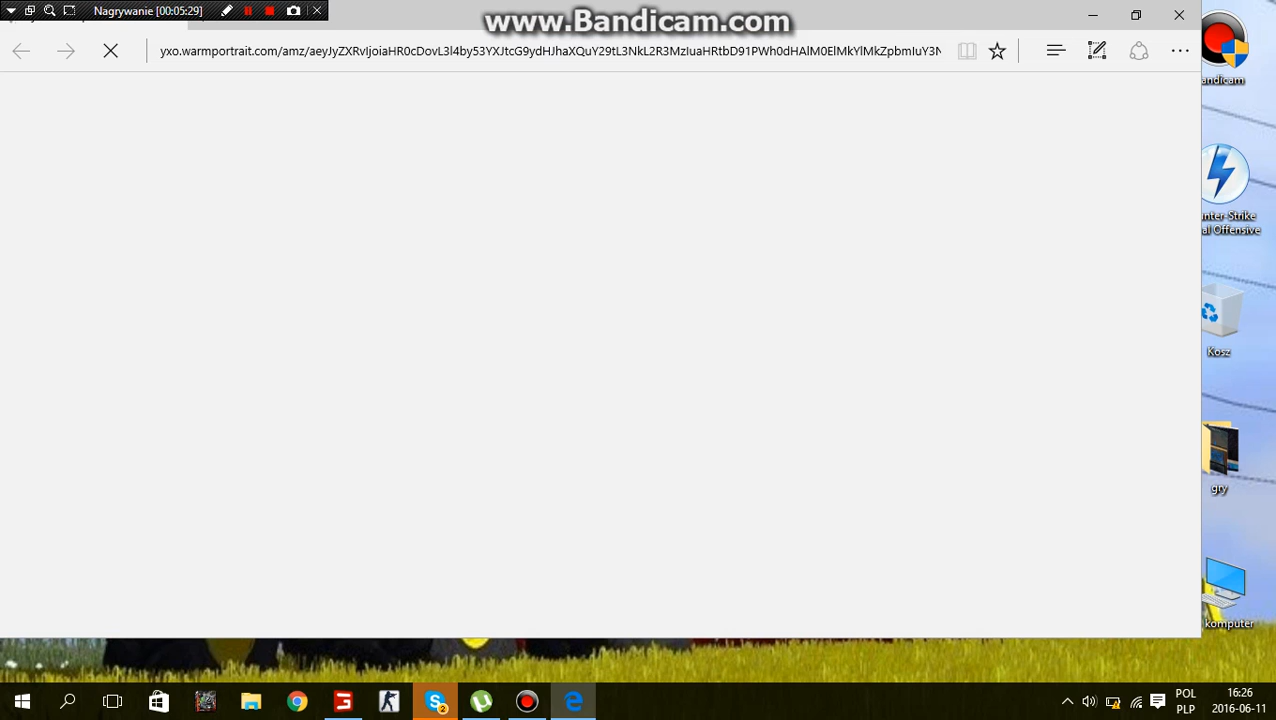 Nagrywanie [00:05:29]
www.Bandicam.com
andicam
yxo.warmportrait.com/amz/aeyJyZXRvIjoiaHR0cDovL3l4by53YXJtcG9ydHJhaXQuY29tL3NkL2R3MzIuaHRtbD91PWh0dHAlM0ElMkYlMkZpbmIuY3N
nter-Strike
al Offensive
Kosz
gry
komputer
2
POL
PLP
16:26
2016-06-11